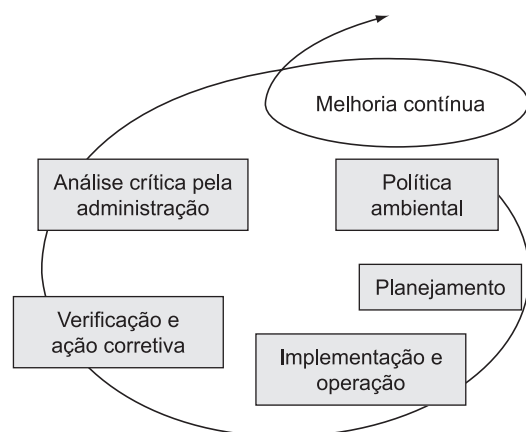 Melhoria contínua
Política
ambiental
Planejamento
Implementação e
operação
Verificação e
ação corretiva
Análise crítica pela
administração